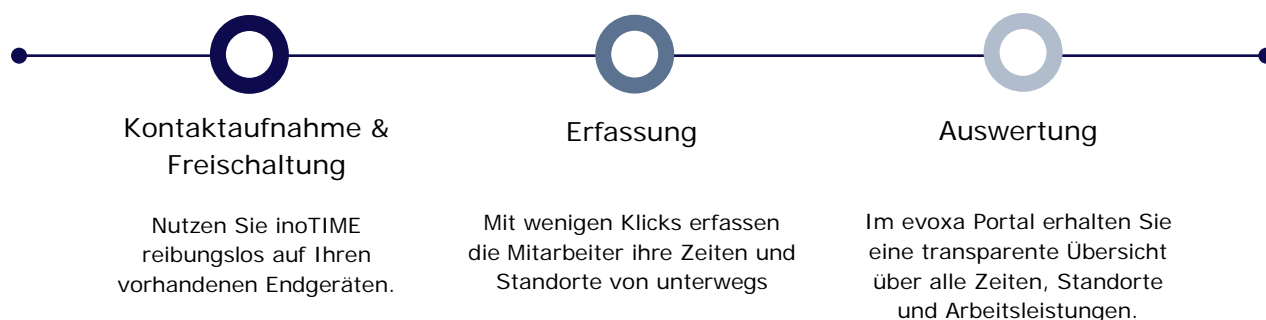 Kontaktaufnahme &
Freischaltung
Nutzen Sie inoTIME
reibungslos auf Ihren
vorhandenen Endgeräten.
Erfassung
Mit wenigen Klicks erfassen
die Mitarbeiter ihre Zeiten und
Standorte von unterwegs
Auswertung
Im evoxa Portal erhalten Sie
eine transparente Übersicht
über alle Zeiten, Standorte
und Arbeitsleistungen.